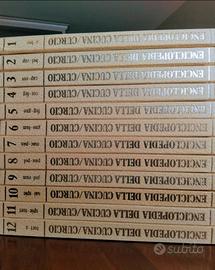 1 ENCICLOPEDIA DELLA CUCINA/CURCIO
2 ENCICLOPEDIA DELLA CUCINA/CURCIO
3 ENCICLOPEDIA DELLA CUCINA/CURCIO
4 ENCICLOPEDIA DELLA CUCINA/CURCIO
5 ENCICLOPEDIA DELLA CUCINA/CURCIO
6 ENCICLOPEDIA DELLA CUCINA/CURCIO
7 ENCICLOPEDIA DELLA CUCINA/CURCIO
8 ENCICLOPEDIA DELLA CUCINA/CURCIO
9 ENCICLOPEDIA DELLA CUCINA/CURCIO
10 ENCICLOPEDIA DELLA CUCINA/CURCIO
11 ENCICLOPEDIA DELLA CUCINA/CURCIO
12 ENCICLOPEDIA DELLA CUCINA/CURCIO
subito